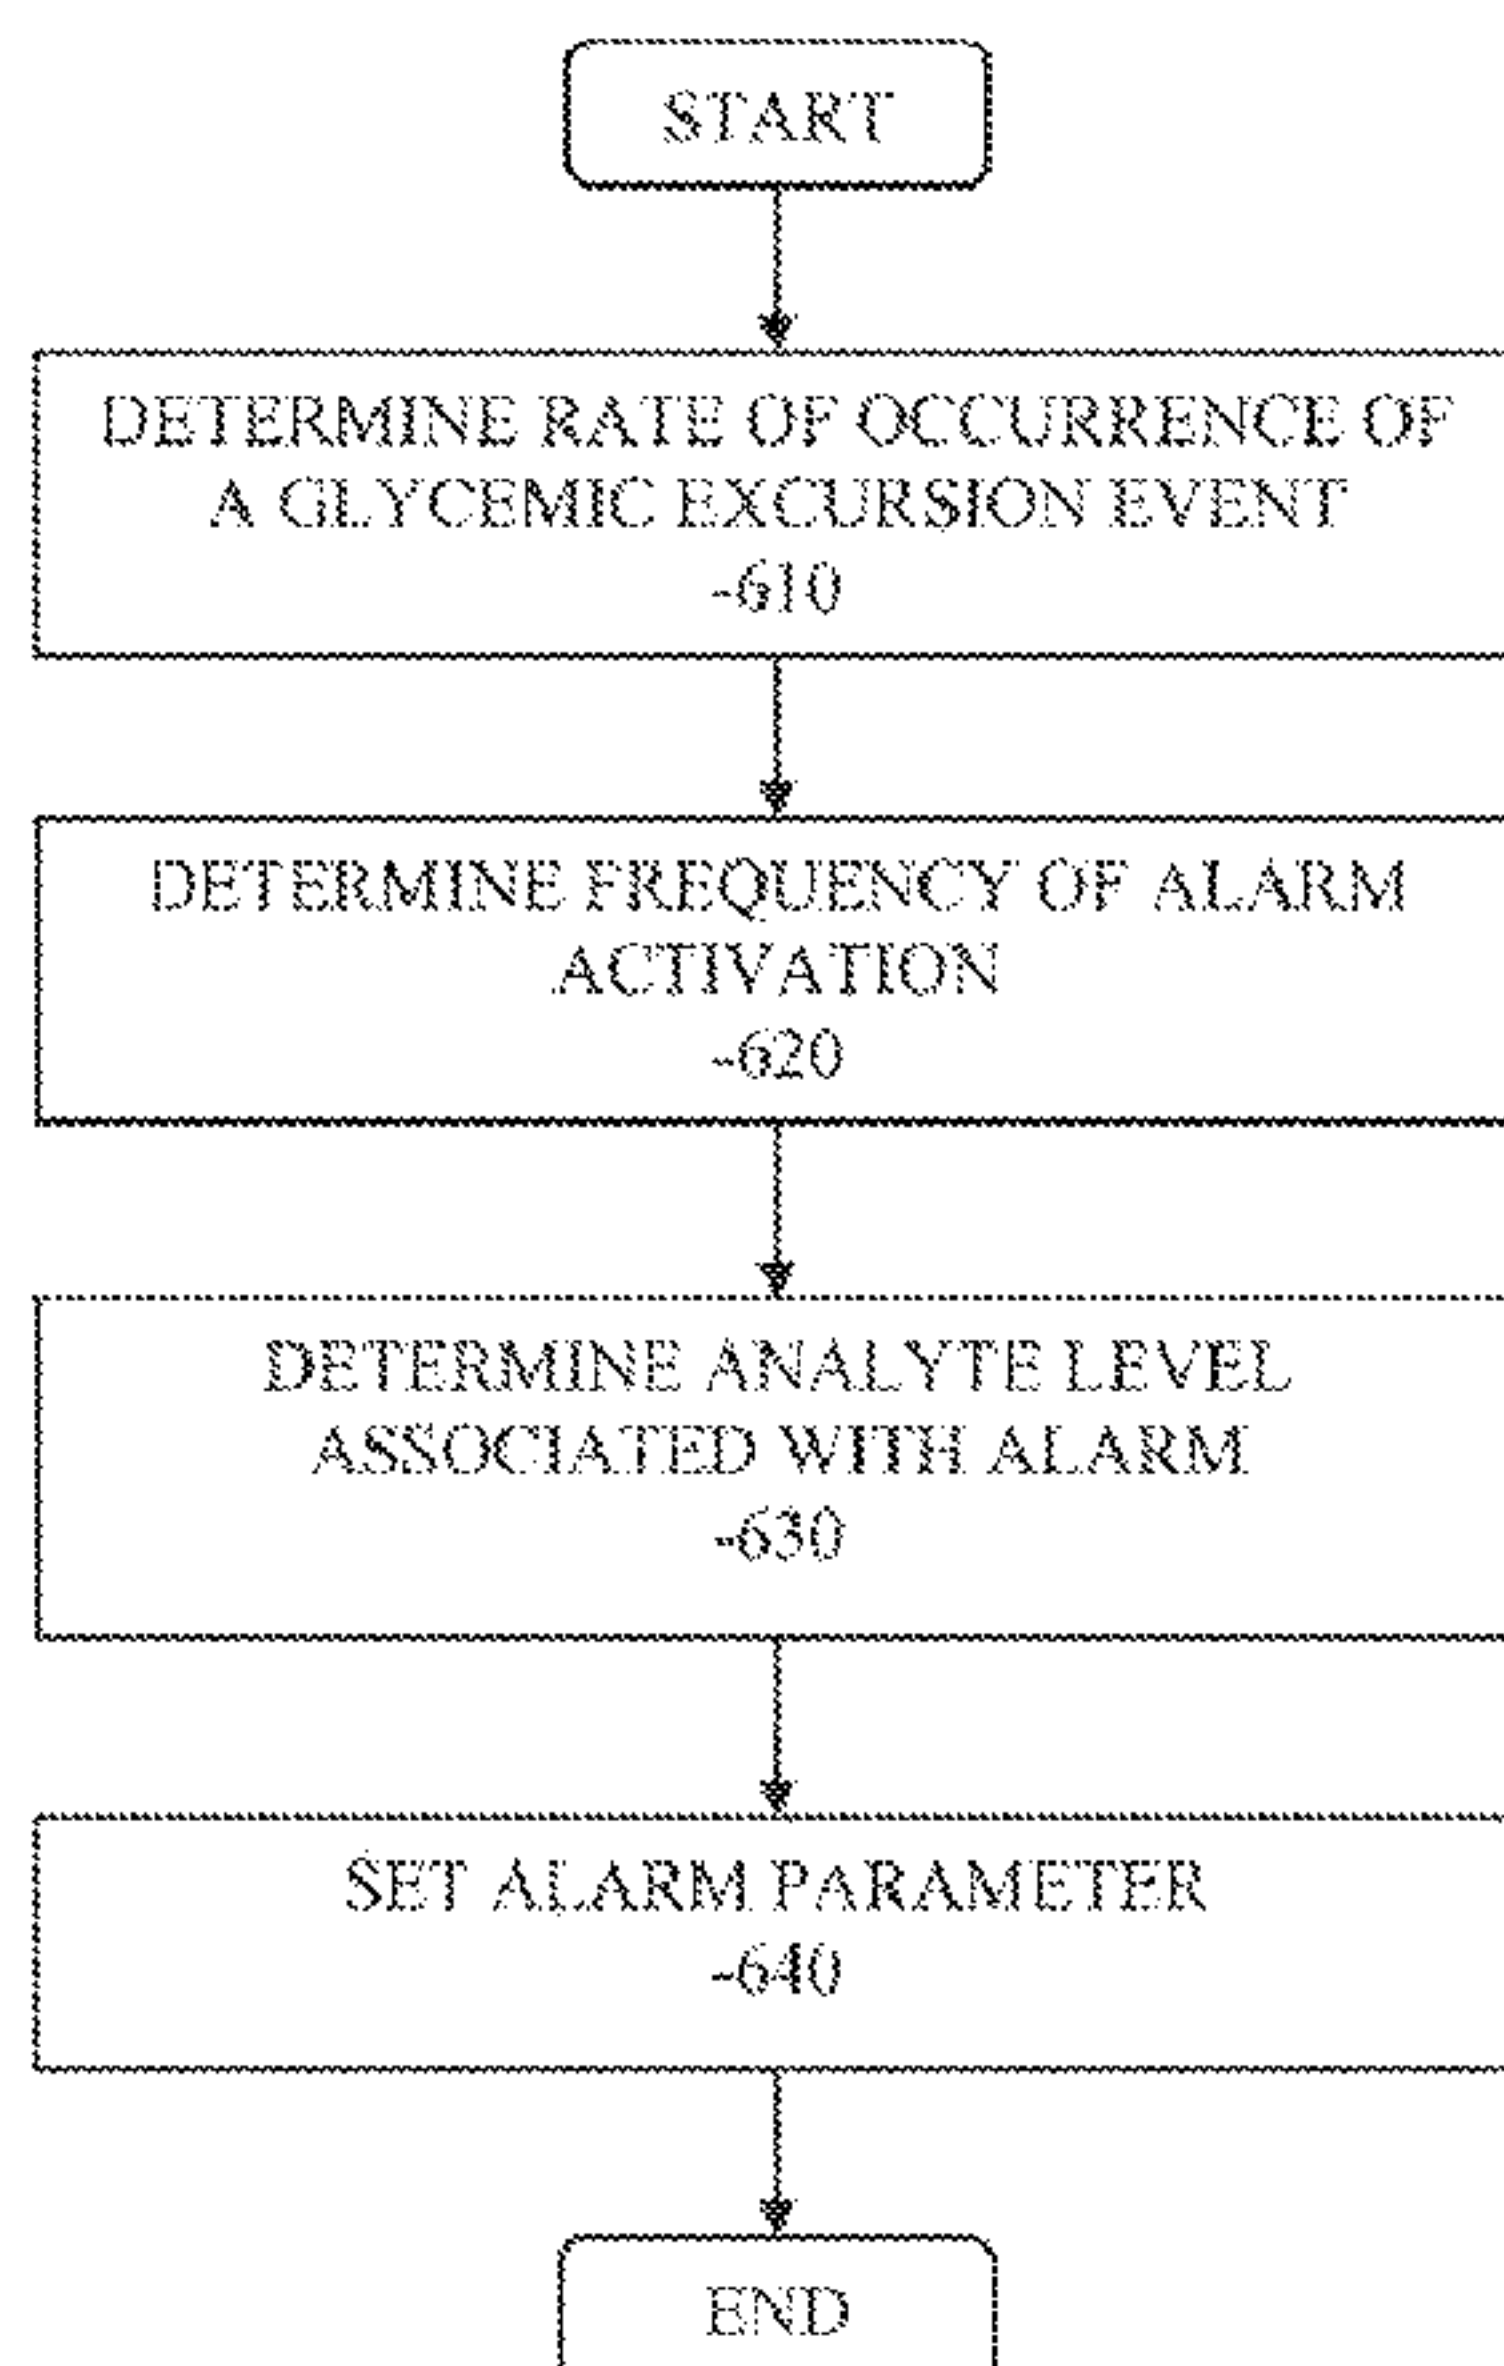 START
DETERMINE RATE OF OCCURRENCE OF
A GLYCEMIC EXCURSION EVENT
-610
DETERMINE FREQUENCY OF ALARM
ACTIVATION
-620
DETERMINE ANALYTE LEVEL
ASSOCIATED WITH ALARM
-630
SET ALARM PARAMETER
-640
END